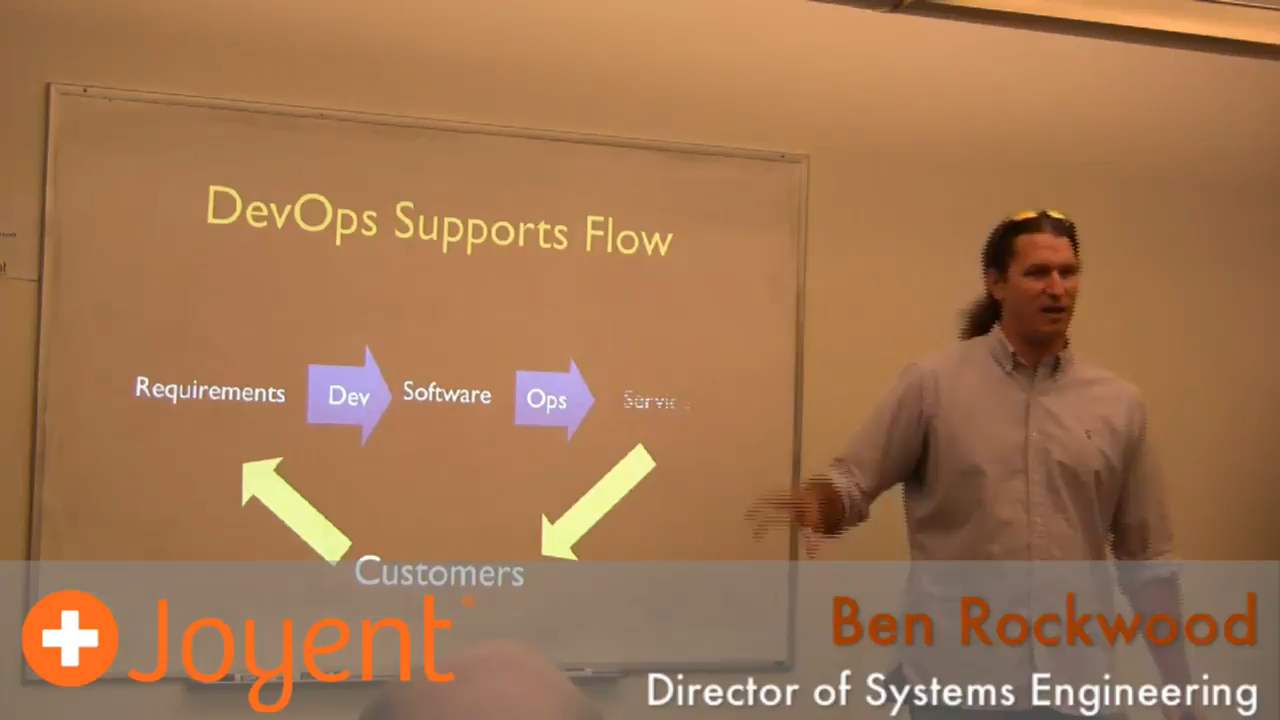 DevOps Supports Flow
Requirements Dev Software Ops
Customers
Joyent®
Ben Rockwood
Director of Systems Engineering